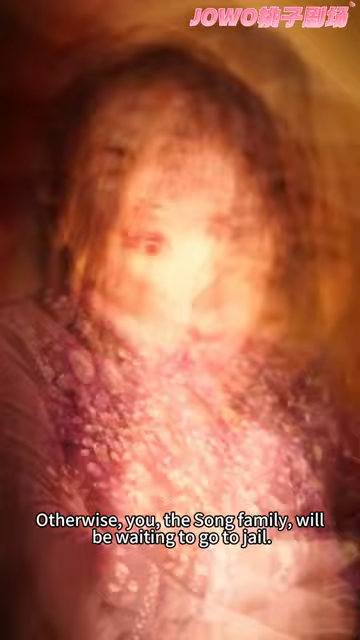 JOWO桃子剧场
Otherwise, you, the Song family, will
be waiting to go to jail.